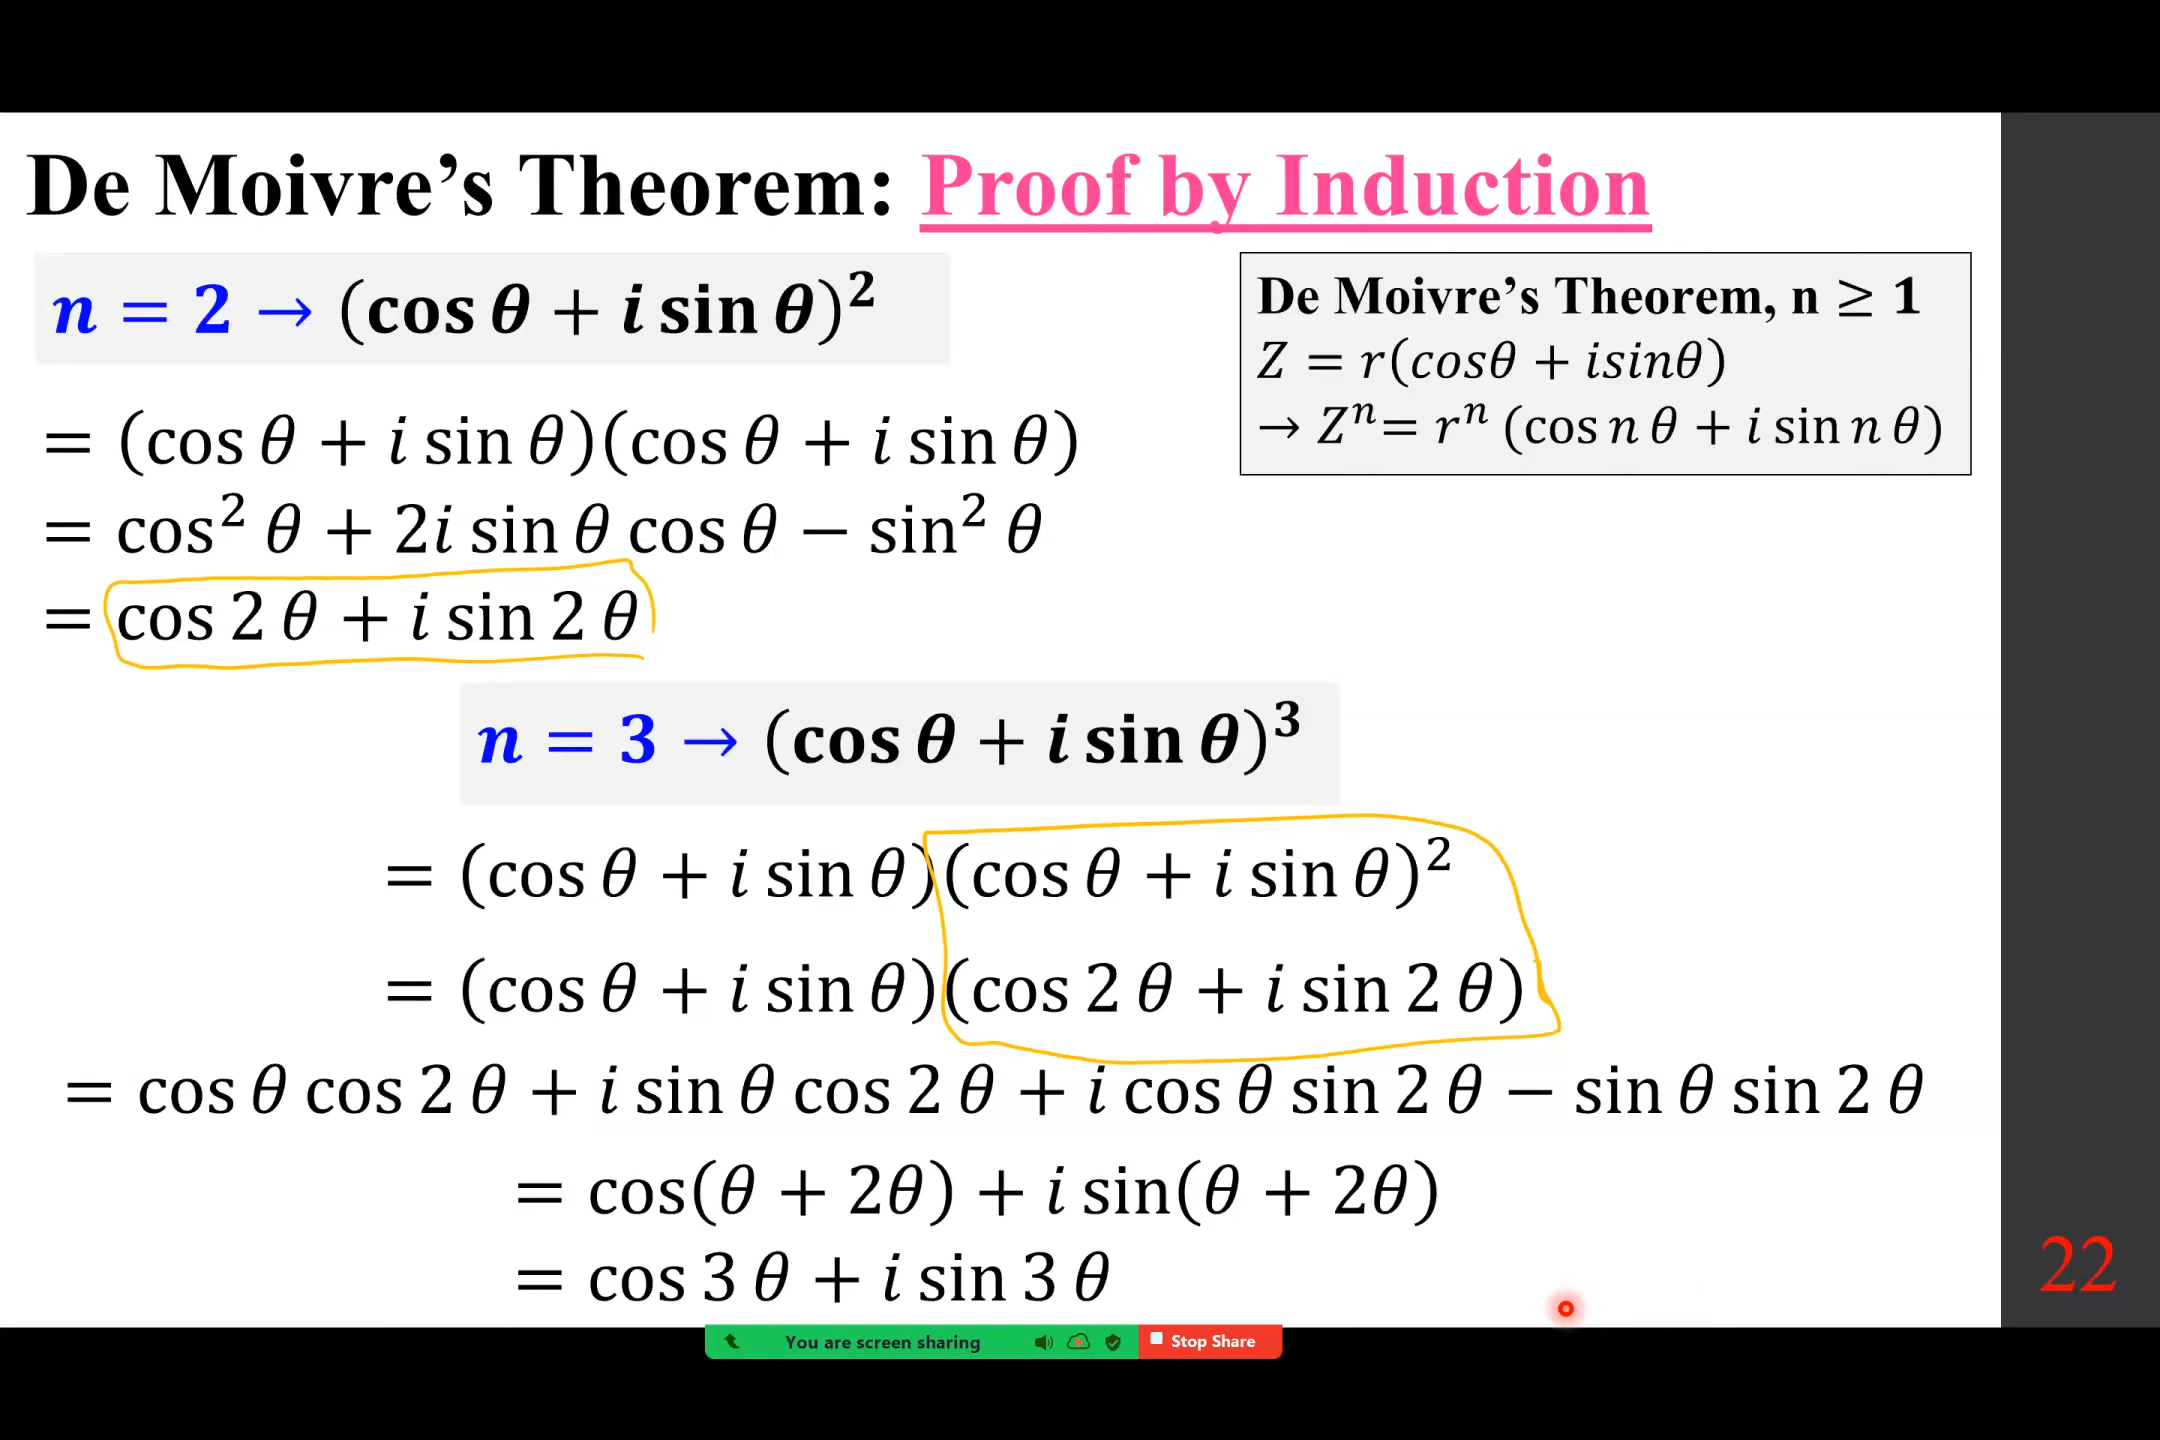 De Moivre’s Theorem: Proof by Induction
n = 2 → (cos θ + i sin θ)²
De Moivre’s Theorem, n ≥ 1
Z = r(cosθ + isinθ)
→ Zⁿ= rⁿ (cos n θ + i sin n θ)
= (cos θ + i sin θ)(cos θ + i sin θ)
= cos² θ + 2i sin θ cos θ − sin² θ
= cos 2 θ + i sin 2 θ
n = 3 → (cos θ + i sin θ)³
= (cos θ + i sin θ)(cos θ + i sin θ)²
= (cos θ + i sin θ)(cos 2 θ + i sin 2 θ)
= cos θ cos 2 θ + i sin θ cos 2 θ + i cos θ sin 2 θ − sin θ sin 2 θ
= cos(θ + 2θ) + i sin(θ + 2θ)
= cos 3 θ + i sin 3 θ
22
You are screen sharing Stop Share